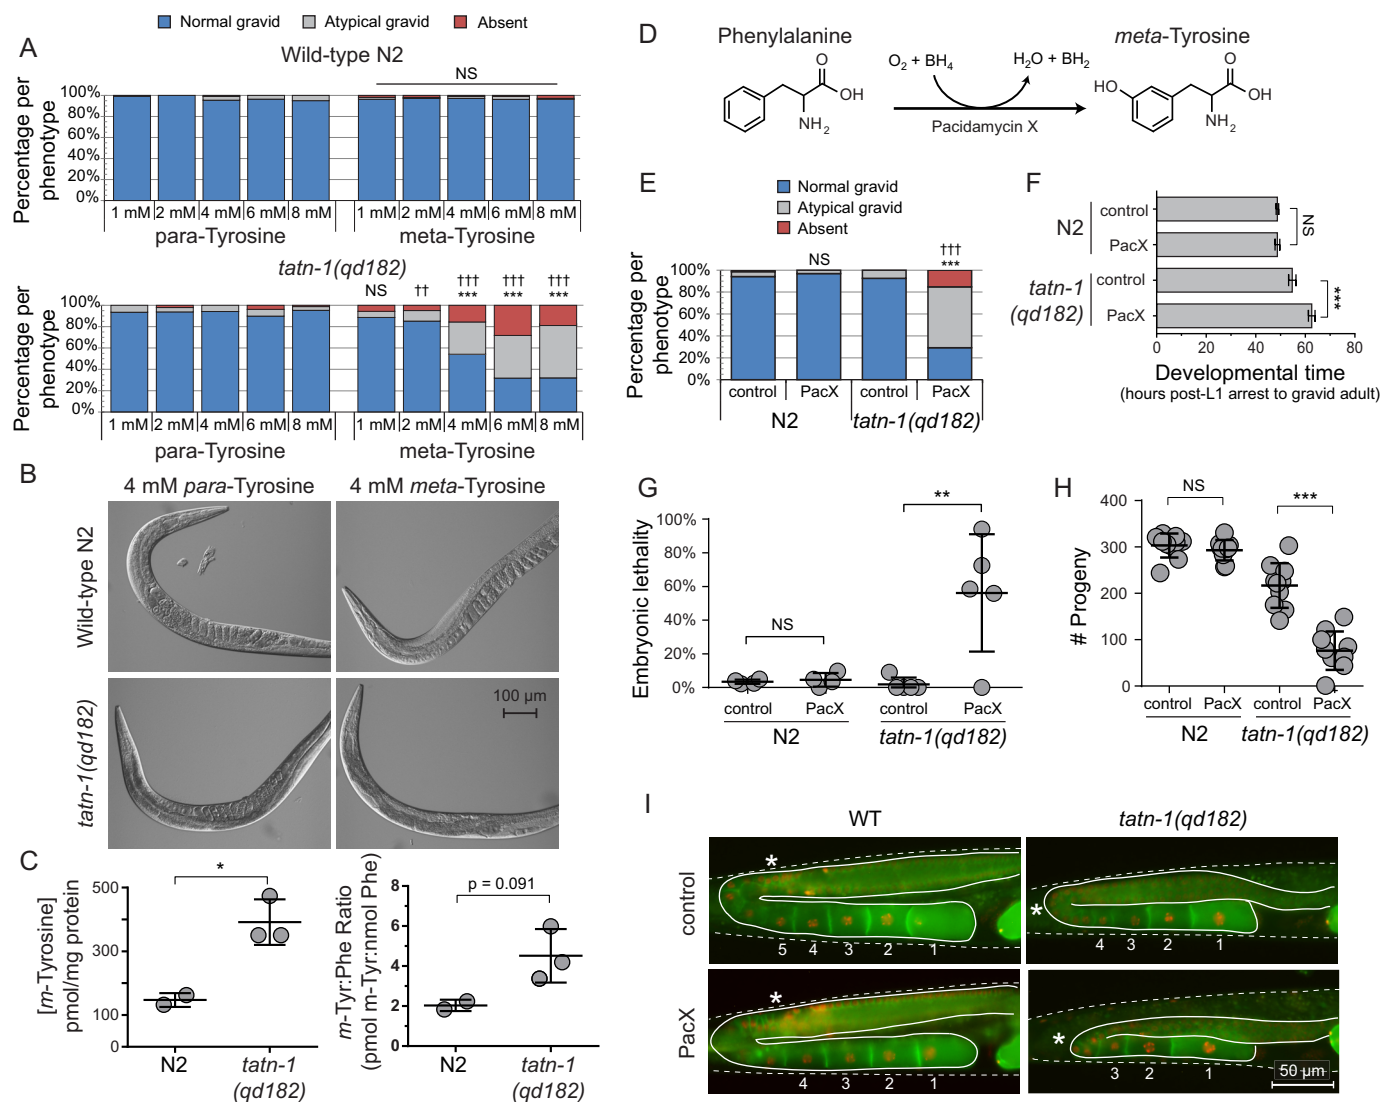 Normal gravid Atypical gravid Absent
A
Wild-type N2
NS
Percentage per phenotype
100%
80%
60%
40%
20%
0%
1 mM 2 mM 4 mM 6 mM 8 mM 1 mM 2 mM 4 mM 6 mM 8 mM
para-Tyrosine meta-Tyrosine
tatn-1(qd182)
NS †† ††† ††† †††
*** *** ***
Percentage per phenotype
100%
80%
60%
40%
20%
0%
1 mM 2 mM 4 mM 6 mM 8 mM 1 mM 2 mM 4 mM 6 mM 8 mM
para-Tyrosine meta-Tyrosine
B
4 mM para-Tyrosine 4 mM meta-Tyrosine
Wild-type N2
tatn-1(qd182)
100 µm
C
[m-Tyrosine]
pmol/mg protein
500
300
100
0
*
N2 tatn-1
(qd182)
m-Tyr:Phe Ratio
(pmol m-Tyr:nmol Phe)
8
6
4
2
0
p = 0.091
N2 tatn-1
(qd182)
D
Phenylalanine meta-Tyrosine
O2 + BH4 H2O + BH2
Pacidamycin X
O
OH
NH2
HO
O
OH
NH2
E
Normal gravid
Atypical gravid
Absent
Percentage per phenotype
100%
80%
60%
40%
20%
0%
NS †††
***
control PacX control PacX
N2 tatn-1(qd182)
F
N2
control
PacX
NS
tatn-1
(qd182)
control
PacX
***
0 20 40 60 80
Developmental time
(hours post-L1 arrest to gravid adult)
G
Embryonic lethality
100%
80%
60%
40%
20%
0%
NS
**
control PacX control PacX
N2 tatn-1(qd182)
H
# Progeny
400
300
200
100
0
NS
***
control PacX control PacX
N2 tatn-1(qd182)
I
WT tatn-1(qd182)
control
*
5 4 3 2 1
*
4 3 2 1
PacX
*
4 3 2 1
*
3 2 1
50 µm